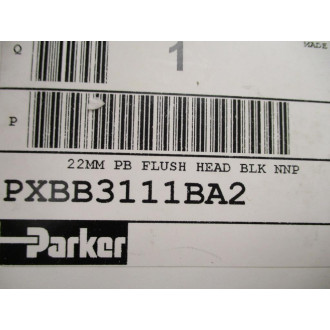 MADE
Q
1
P
22MM PB FLUSH HEAD BLK NNP
PXBB3111BA2
Parker